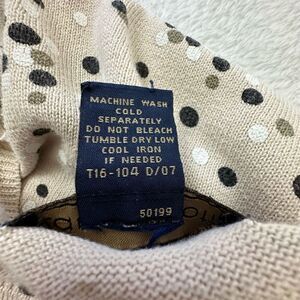 MACHINE WASH
COLD
SEPARATELY
DO NOT BLEACH
TUMBLE DRY LOW
COOL IRON
IF NEEDED
T16-104 D/07
50199